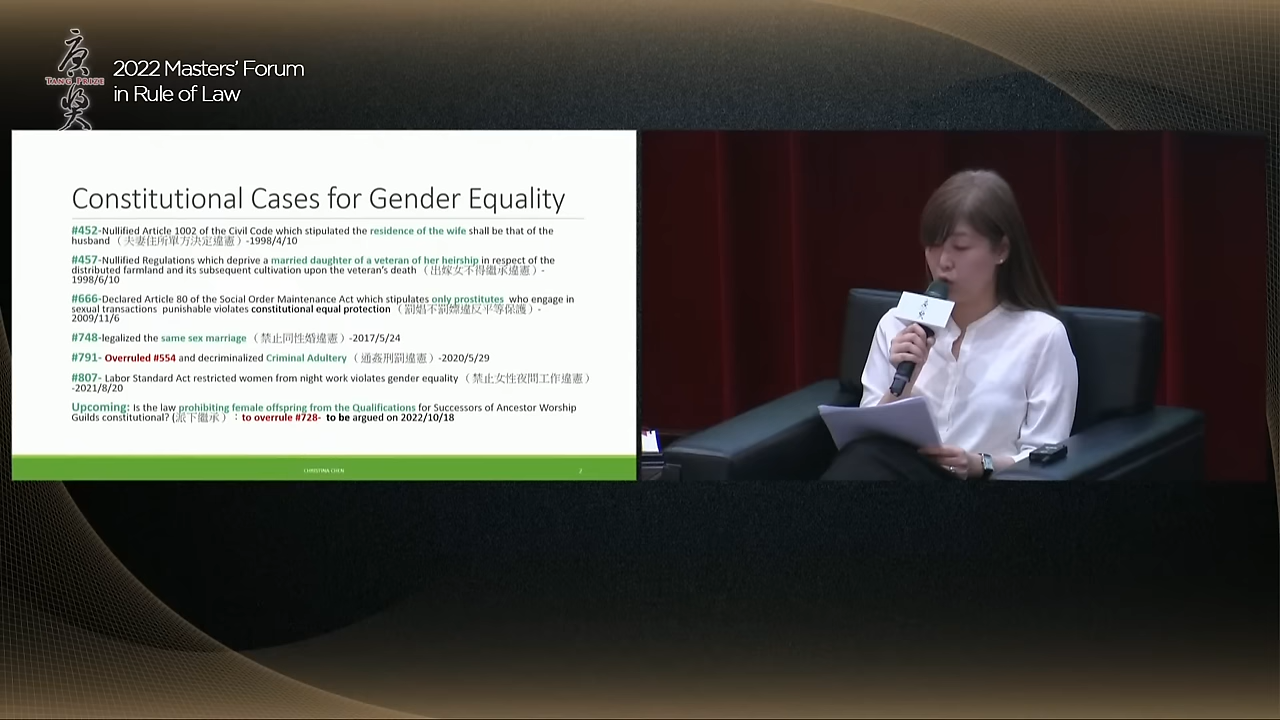 唐
TANG PRIZE
獎
2022 Masters' Forum
in Rule of Law
Constitutional Cases for Gender Equality
#452-Nullified Article 1002 of the Civil Code which stipulated the residence of the wife shall be that of the
husband（夫妻住所單方決定違憲）-1998/4/10
#457-Nullified Regulations which deprive a married daughter of a veteran of her heirship in respect of the
distributed farmland and its subsequent cultivation upon the veteran's death （出嫁女不得繼承違憲）-
1998/6/10
#666-Declared Article 80 of the Social Order Maintenance Act which stipulates only prostitutes who engage in
sexual transactions punishable violates constitutional equal protection （罰娼不罰嫖違反平等保護）-
2009/11/6
#748-legalized the same sex marriage （禁止同性婚違憲）-2017/5/24
#791- Overruled #554 and decriminalized Criminal Adultery （通姦刑罰違憲）-2020/5/29
#807- Labor Standard Act restricted women from night work violates gender equality （禁止女性夜間工作違憲）
-2021/8/20
Upcoming: Is the law prohibiting female offspring from the Qualifications for Successors of Ancestor Worship
Guilds constitutional? (派下繼承）：to overrule #728- to be argued on 2022/10/18
CHRISTINA CHEN
2
唐
獎